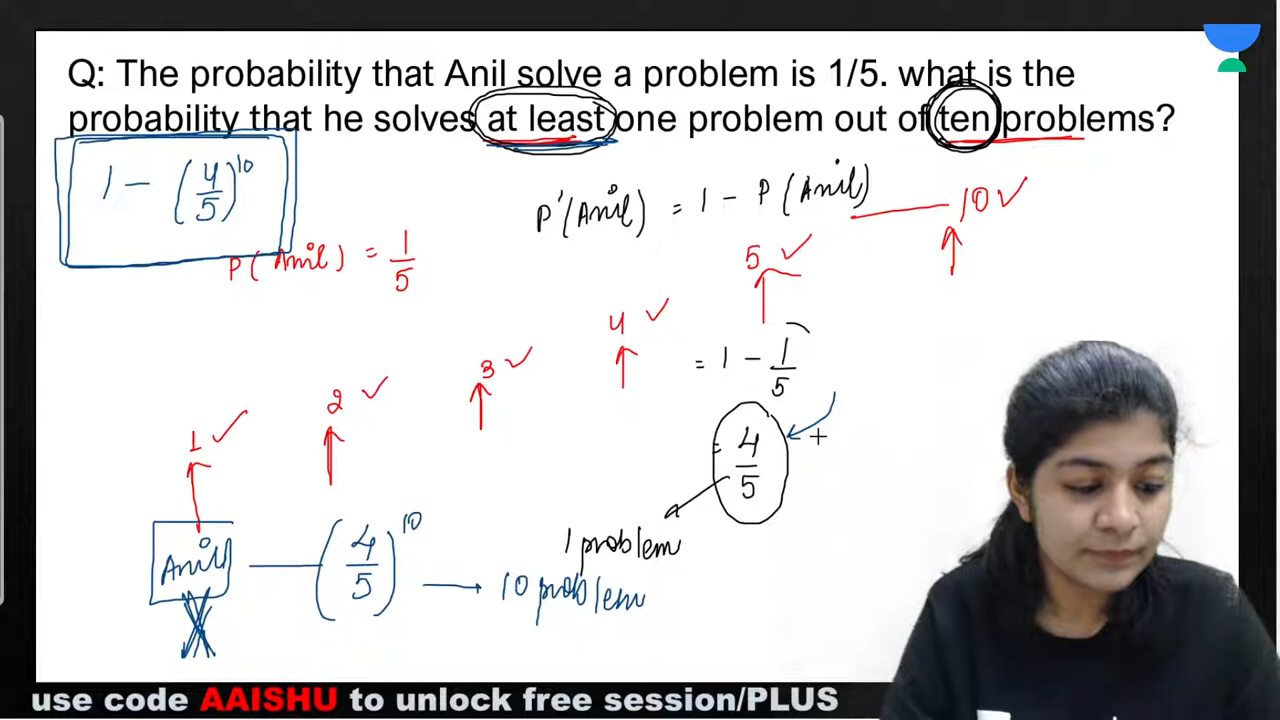 Q: The probability that Anil solve a problem is 1/5. what is the
probability that he solves at least one problem out of ten problems?
1 - (4/5)^10
P'(Anil) = 1 - P(Anil)
10 ✓
P(Anil) = 1/5
5 ✓
4 ✓
= 1 - 1/5
3 ✓
2 ✓
1 ✓
= 4/5
+
1 problem
Anil — (4/5)^10 → 10 problem
use code AAISHU to unlock free session/PLUS